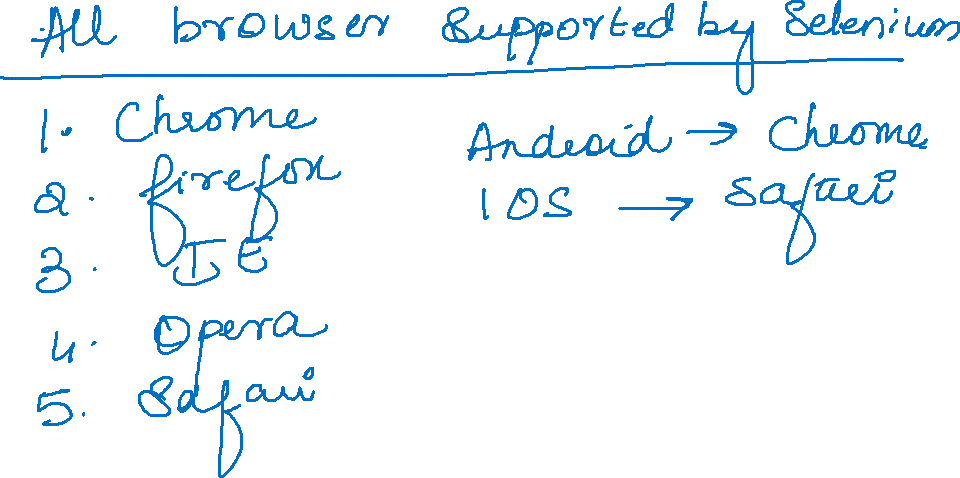 All browser Supported by Selenium
1. Chrome
2. firefox
3. IE
4. Opera
5. Safari
Android → Chrome
IOS → Safari